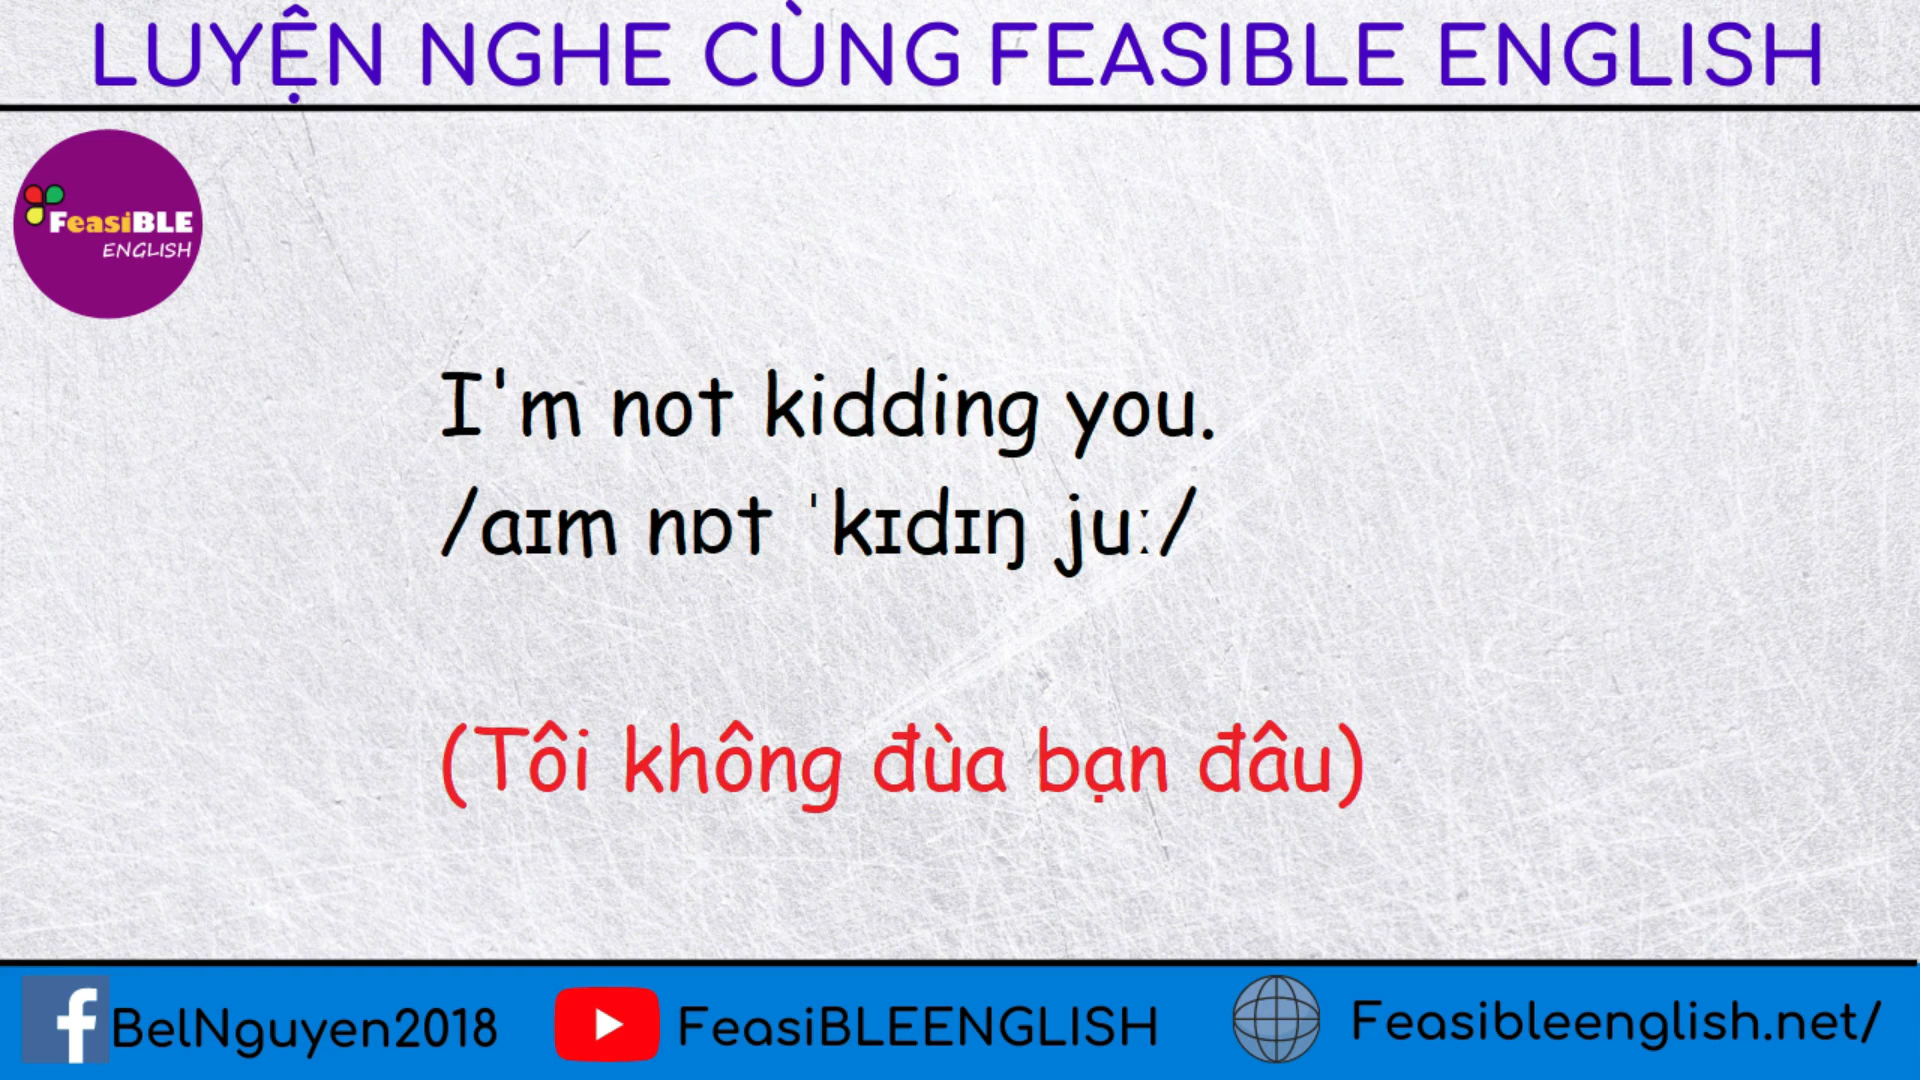 LUYỆN NGHE CÙNG FEASIBLE ENGLISH
FeasiBLE
ENGLISH
I'm not kidding you.
/aɪm nɒt ˈkɪdɪŋ juː/
(Tôi không đùa bạn đâu)
BelNguyen2018
FeasiBLEENGLISH
Feasibleenglish.net/